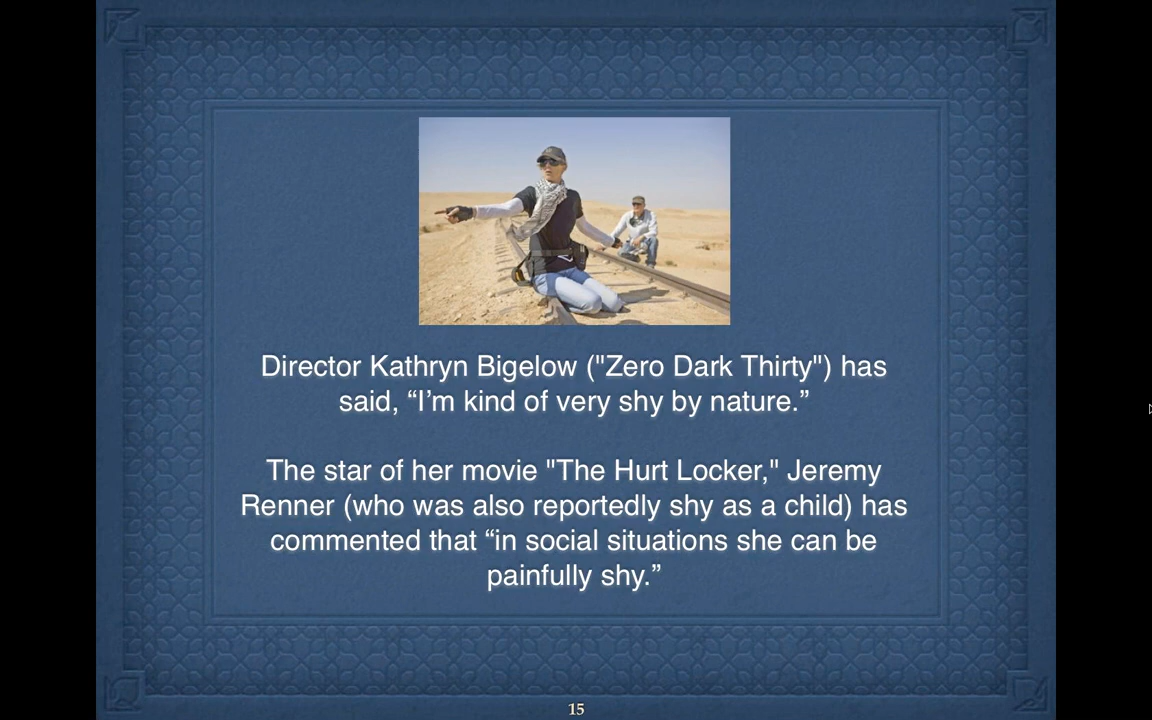 Director Kathryn Bigelow ("Zero Dark Thirty") has
said, “I’m kind of very shy by nature.”
The star of her movie "The Hurt Locker," Jeremy
Renner (who was also reportedly shy as a child) has
commented that “in social situations she can be
painfully shy.”
15